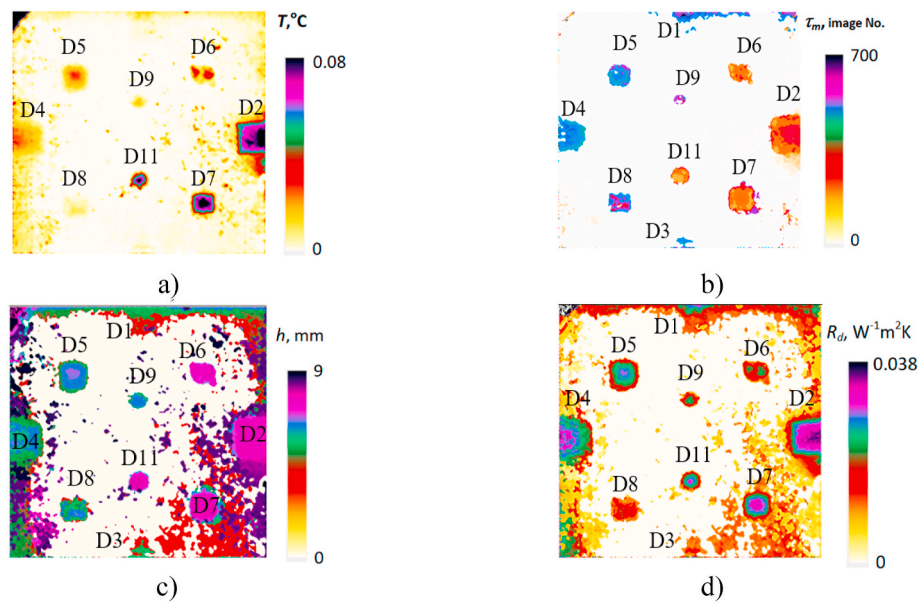 T,°C
0.08
0
D5
D6
D9
D4
D2
D11
D8
D7
a)
τm, image No.
700
0
D1
D5
D6
D9
D4
D2
D11
D8
D7
D3
b)
h, mm
9
0
D1
D5
D6
D9
D4
D2
D11
D8
D7
D3
c)
Rd, W⁻¹m²K
0.038
0
D1
D5
D6
D9
D4
D2
D11
D8
D7
D3
d)